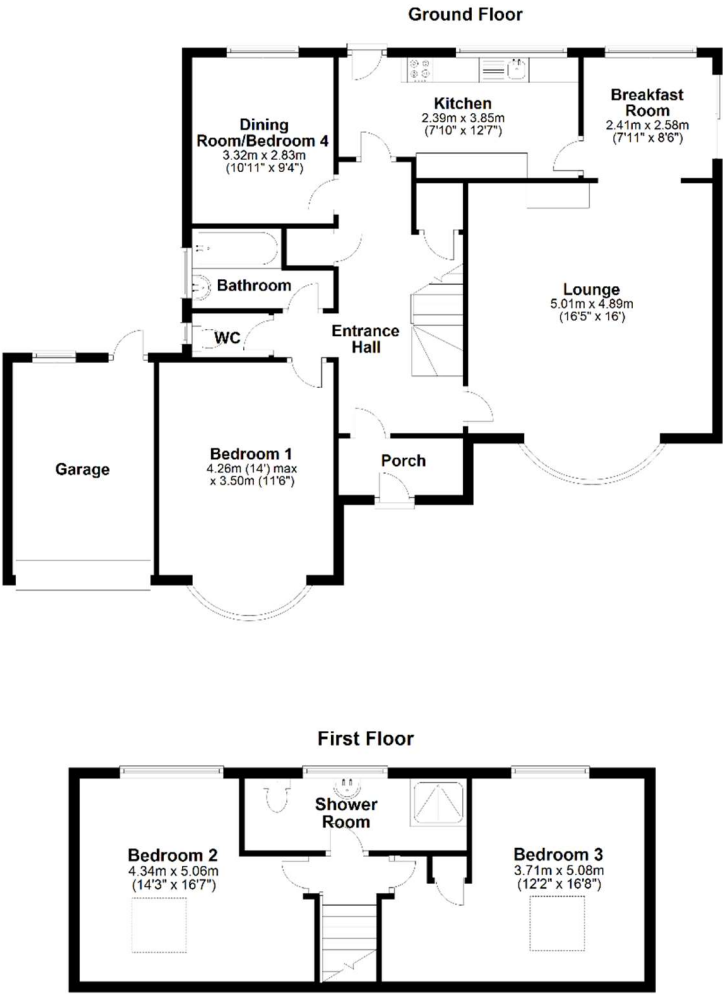 Ground Floor
Dining
Room/Bedroom 4
3.32m x 2.83m
(10'11" x 9'4")
Kitchen
2.39m x 3.85m
(7'10" x 12'7")
Breakfast
Room
2.41m x 2.58m
(7'11" x 8'6")
Bathroom
WC
Entrance
Hall
Lounge
5.01m x 4.89m
(16'5" x 16')
Garage
Bedroom 1
4.26m (14') max
x 3.50m (11'6")
Porch
First Floor
Bedroom 2
4.34m x 5.06m
(14'3" x 16'7")
Shower
Room
Bedroom 3
3.71m x 5.08m
(12'2" x 16'8")